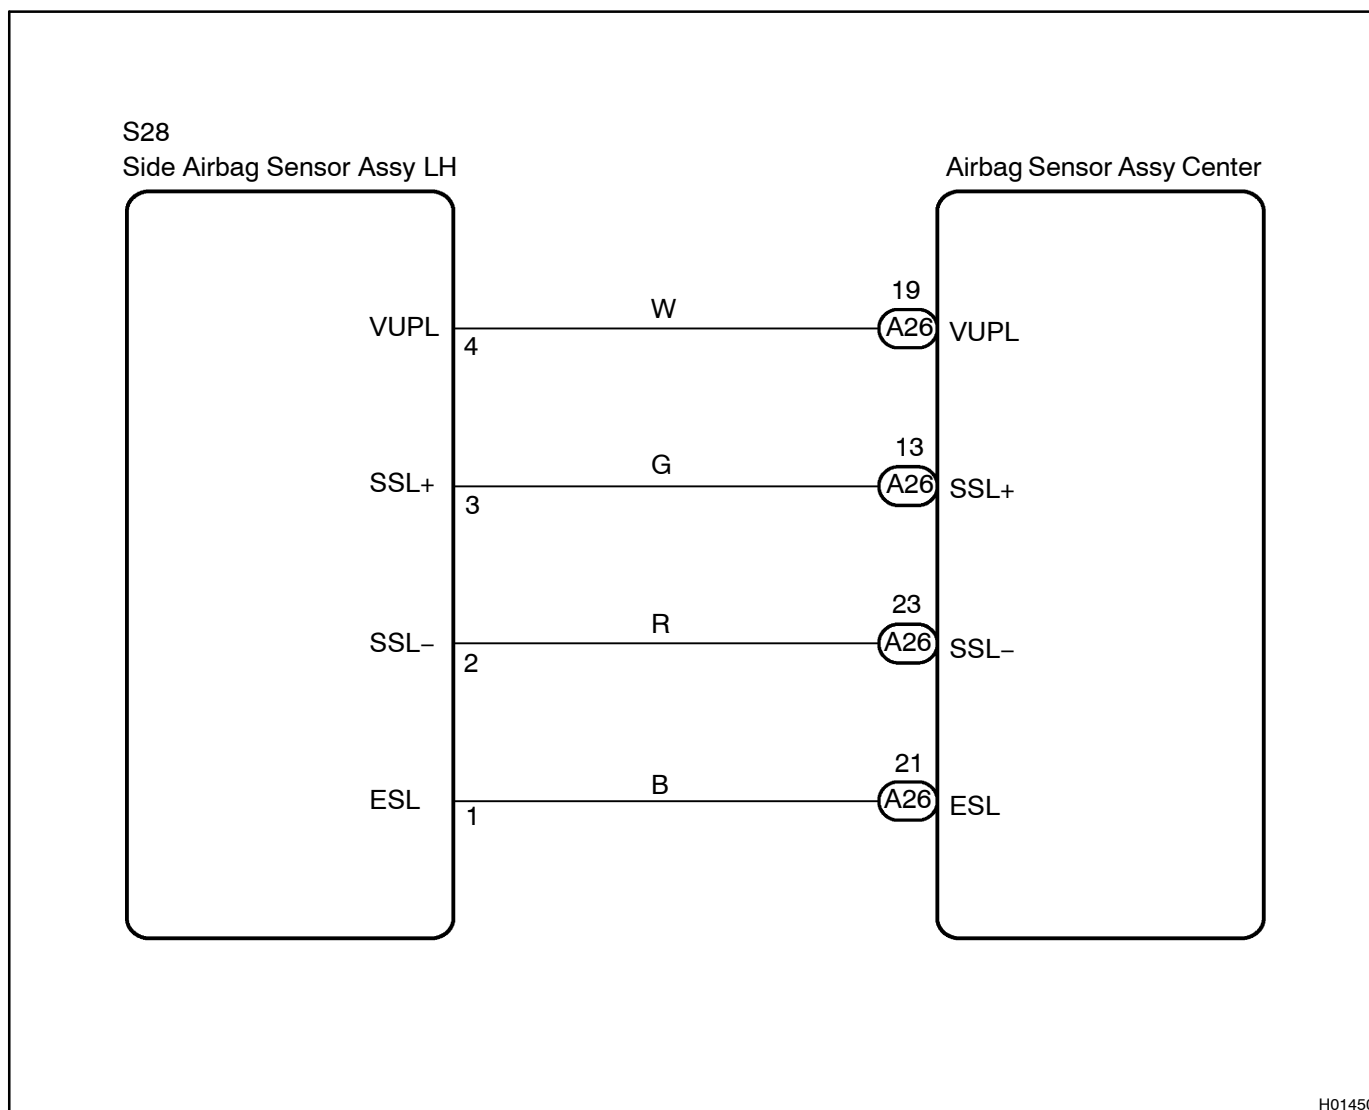 S28
Side Airbag Sensor Assy LH
Airbag Sensor Assy Center
VUPL
4
W
19
A26
VUPL
SSL+
3
G
13
A26
SSL+
SSL−
2
R
23
A26
SSL−
ESL
1
B
21
A26
ESL